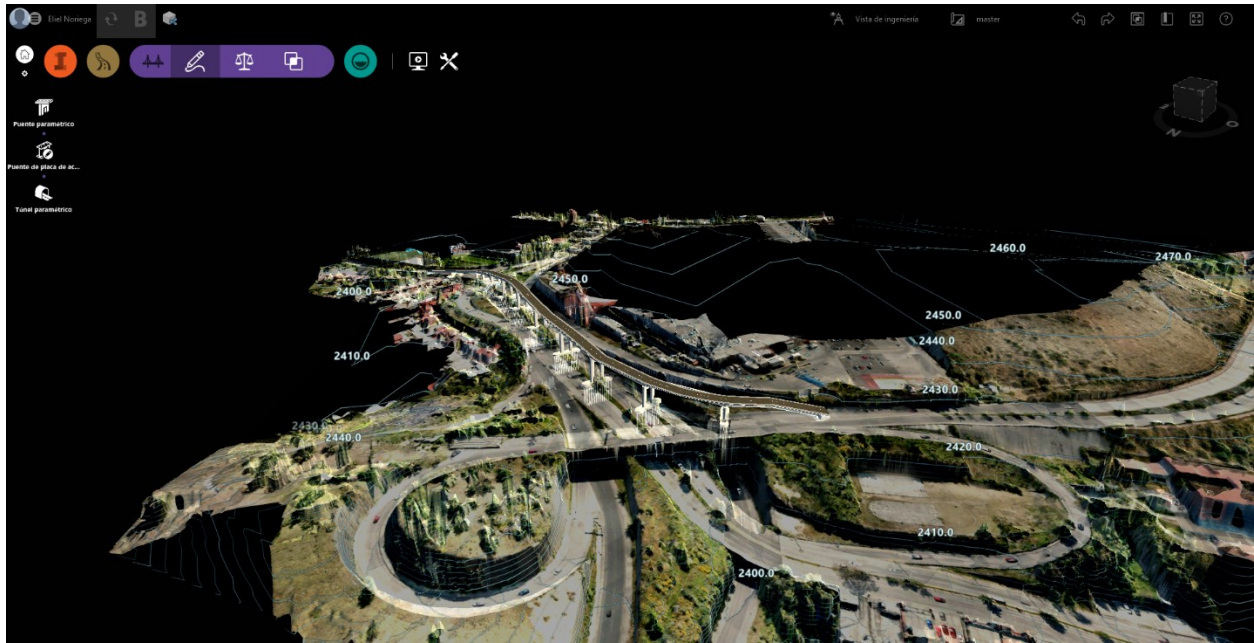 Eliel Noriega
B
A
Vista de ingeniería
master
?
Puente paramétrico
Puente de placa de ac...
Túnel paramétrico
N
O
2460.0
2470.0
2450.0
2400.0
2450.0
2440.0
2410.0
2430.0
2430.0
2440.0
2420.0
2410.0
2400.0